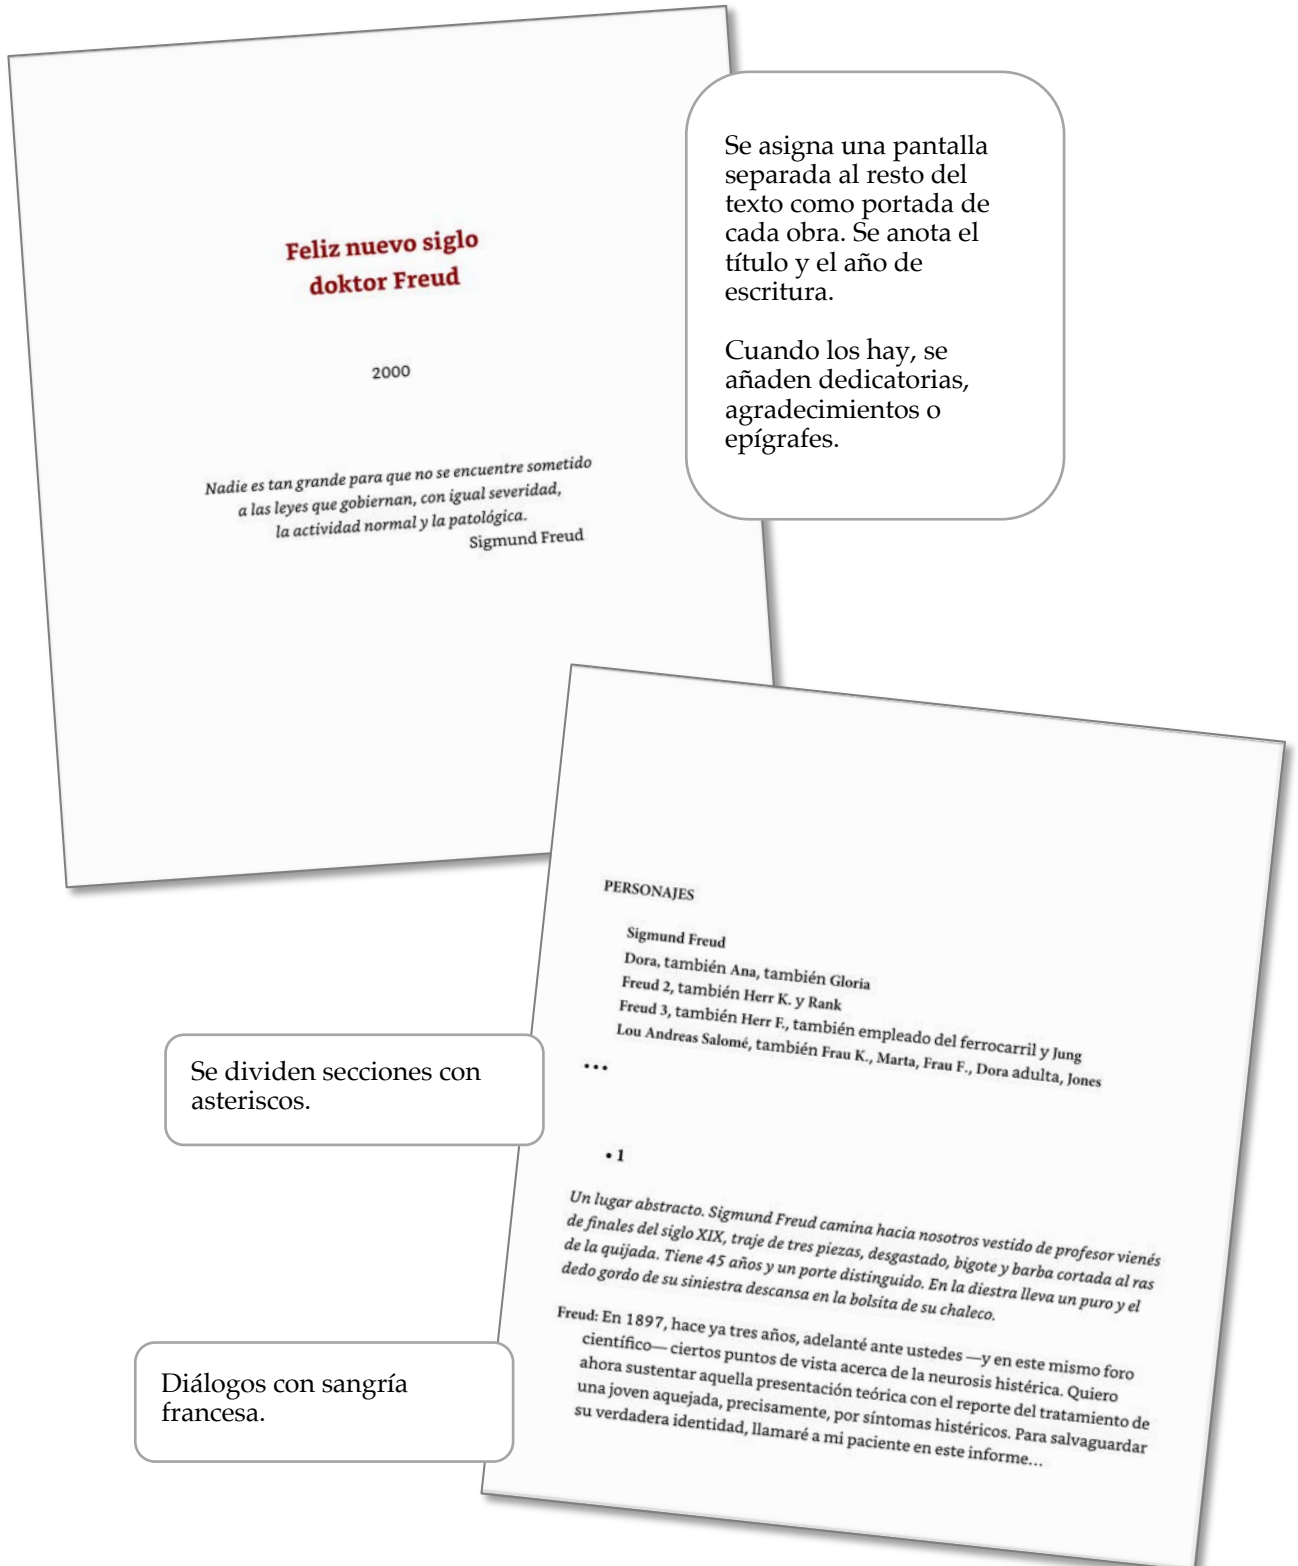 Feliz nuevo siglo
doktor Freud
2000
Nadie es tan grande para que no se encuentre sometido
a las leyes que gobiernan, con igual severidad,
la actividad normal y la patológica.
Sigmund Freud
Se asigna una pantalla
separada al resto del
texto como portada de
cada obra. Se anota el
título y el año de
escritura.
Cuando los hay, se
añaden dedicatorias,
agradecimientos o
epígrafes.
PERSONAJES
Sigmund Freud
Dora, también Ana, también Gloria
Freud 2, también Herr K. y Rank
Freud 3, también Herr F., también empleado del ferrocarril y Jung
Lou Andreas Salomé, también Frau K., Marta, Frau F., Dora adulta, Jones
•••
Se dividen secciones con
asteriscos.
• 1
Un lugar abstracto. Sigmund Freud camina hacia nosotros vestido de profesor vienés
de finales del siglo XIX, traje de tres piezas, desgastado, bigote y barba cortada al ras
de la quijada. Tiene 45 años y un porte distinguido. En la diestra lleva un puro y el
dedo gordo de su siniestra descansa en la bolsita de su chaleco.
Freud: En 1897, hace ya tres años, adelanté ante ustedes —y en este mismo foro
científico— ciertos puntos de vista acerca de la neurosis histérica. Quiero
ahora sustentar aquella presentación teórica con el reporte del tratamiento de
una joven aquejada, precisamente, por síntomas histéricos. Para salvaguardar
su verdadera identidad, llamaré a mi paciente en este informe…
Diálogos con sangría
francesa.